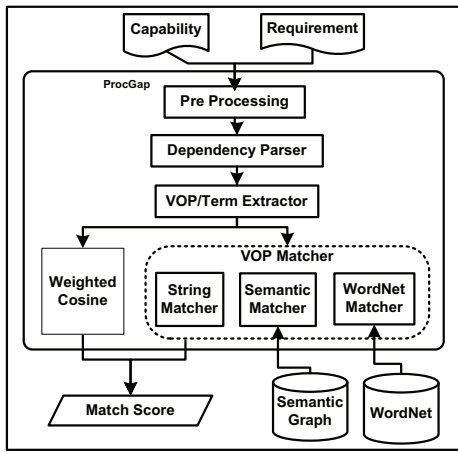 Capability
Requirement
ProcGap
Pre Processing
Dependency Parser
VOP/Term Extractor
VOP Matcher
Weighted
Cosine
String
Matcher
Semantic
Matcher
WordNet
Matcher
Match Score
Semantic
Graph
WordNet